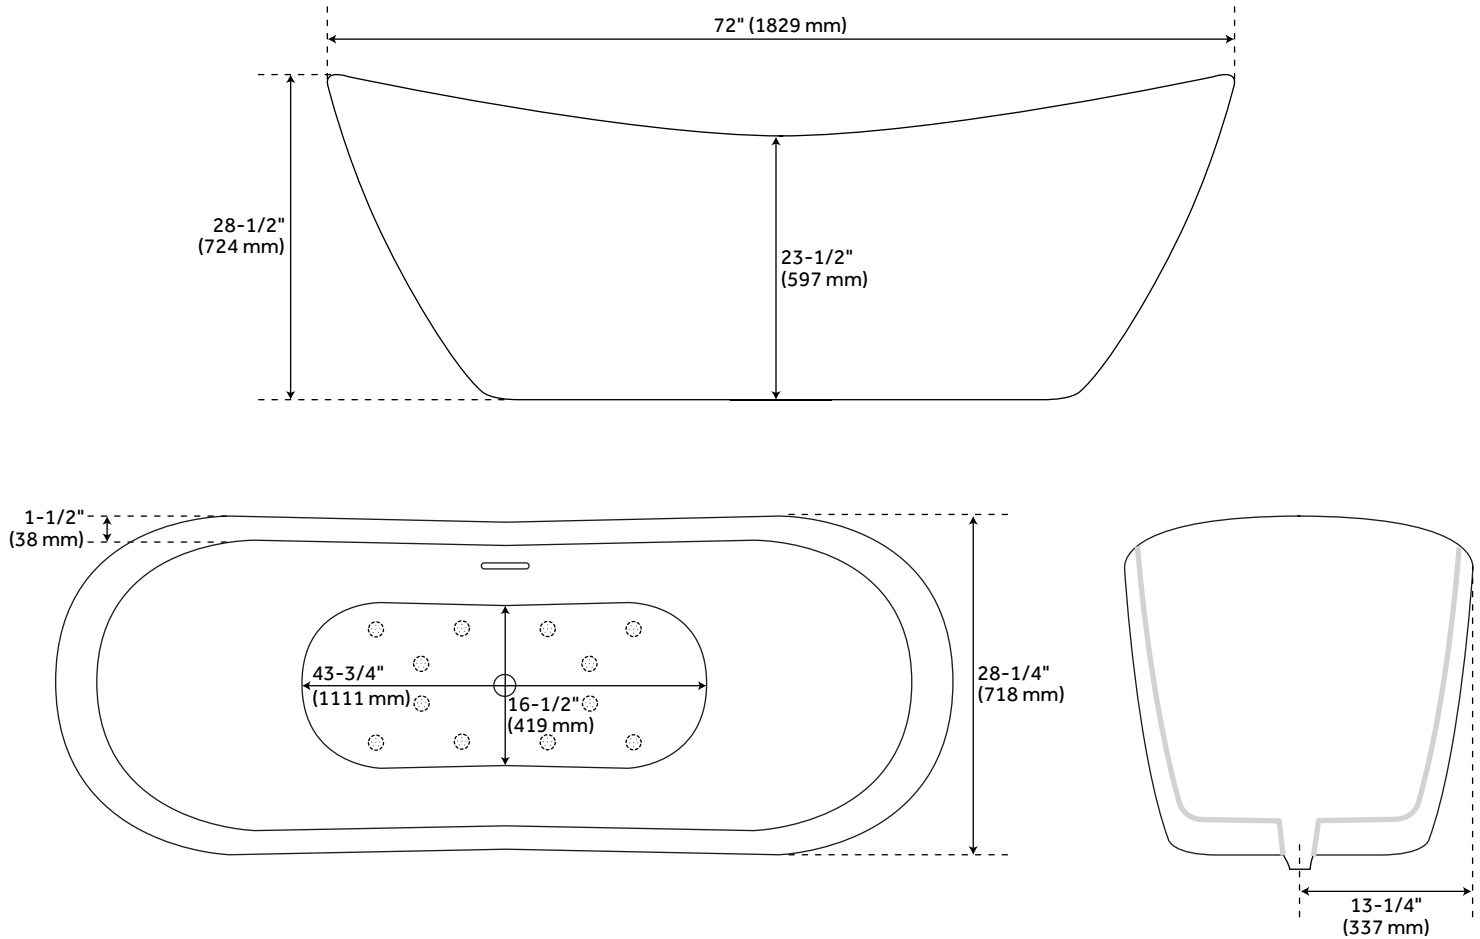 72" (1829 mm)
28-1/2"
(724 mm)
23-1/2"
(597 mm)
1-1/2"
(38 mm)
43-3/4"
(1111 mm)
16-1/2"
(419 mm)
28-1/4"
(718 mm)
13-1/4"
(337 mm)